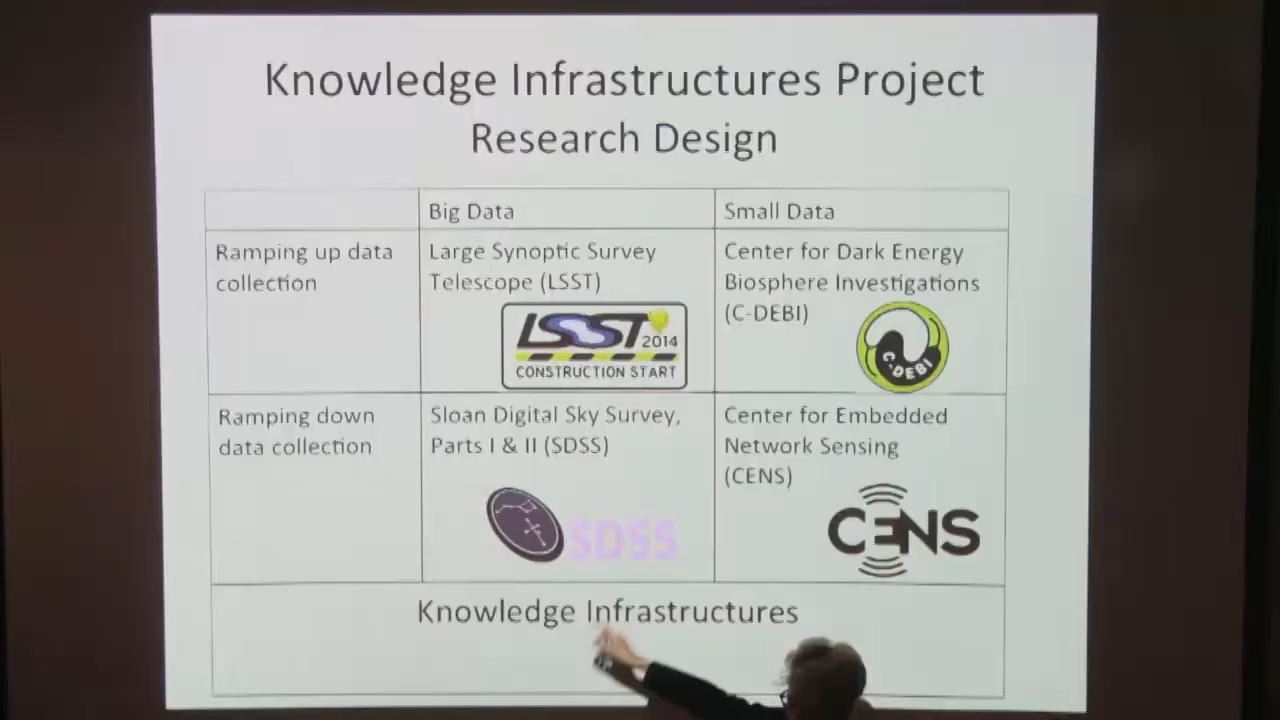 Knowledge Infrastructures Project
Research Design
Big Data
Small Data
Ramping up data
collection
Large Synoptic Survey
Telescope (LSST)
LSST
2014
CONSTRUCTION START
Center for Dark Energy
Biosphere Investigations
(C-DEBI)
C-DEBI
Ramping down
data collection
Sloan Digital Sky Survey,
Parts I & II (SDSS)
SDSS
Center for Embedded
Network Sensing
(CENS)
CENS
Knowledge Infrastructures